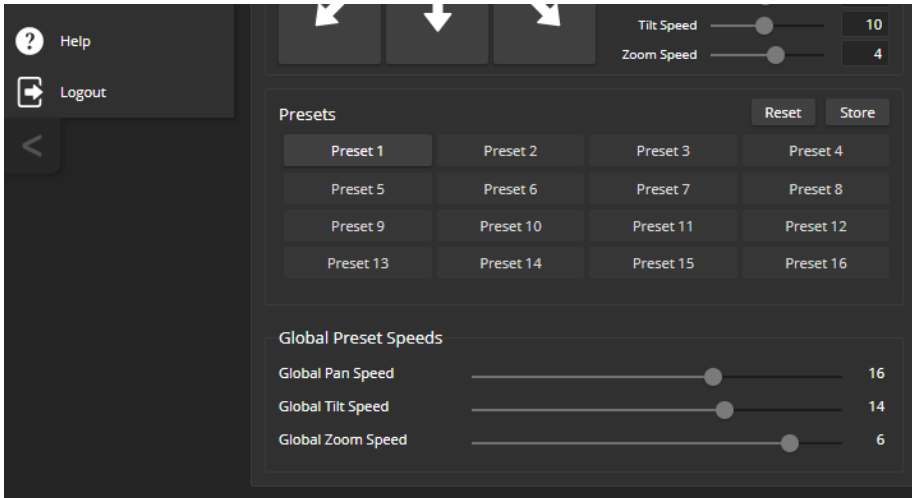 Help
Logout
<
Tilt Speed 10
Zoom Speed 4
Presets Reset Store
Preset 1 Preset 2 Preset 3 Preset 4
Preset 5 Preset 6 Preset 7 Preset 8
Preset 9 Preset 10 Preset 11 Preset 12
Preset 13 Preset 14 Preset 15 Preset 16
Global Preset Speeds
Global Pan Speed 16
Global Tilt Speed 14
Global Zoom Speed 6